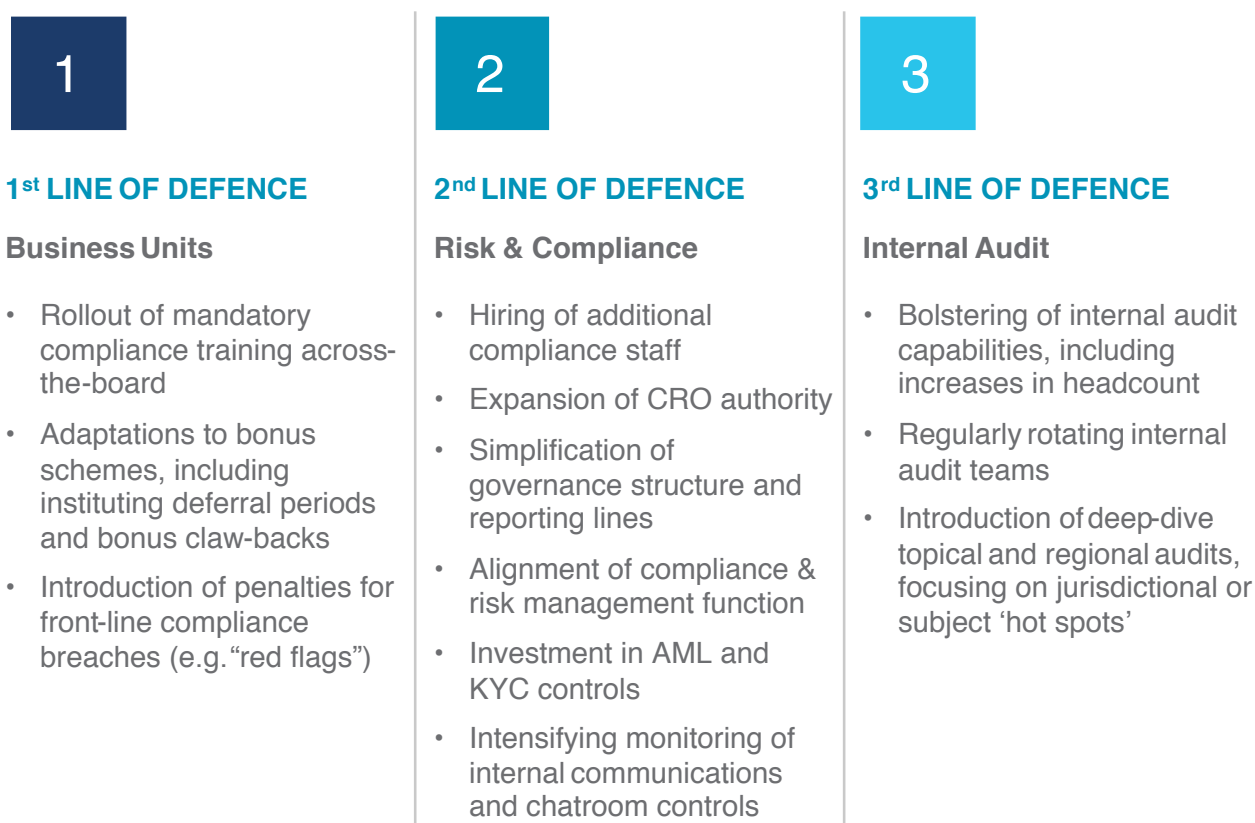 1
1st LINE OF DEFENCE
Business Units
• Rollout of mandatory
compliance training across-
the-board
• Adaptations to bonus
schemes, including
instituting deferral periods
and bonus claw-backs
• Introduction of penalties for
front-line compliance
breaches (e.g. “red flags”)
2
2nd LINE OF DEFENCE
Risk & Compliance
• Hiring of additional
compliance staff
• Expansion of CRO authority
• Simplification of
governance structure and
reporting lines
• Alignment of compliance &
risk management function
• Investment in AML and
KYC controls
• Intensifying monitoring of
internal communications
and chatroom controls
3
3rd LINE OF DEFENCE
Internal Audit
• Bolstering of internal audit
capabilities, including
increases in headcount
• Regularly rotating internal
audit teams
• Introduction of deep-dive
topical and regional audits,
focusing on jurisdictional or
subject ‘hot spots’